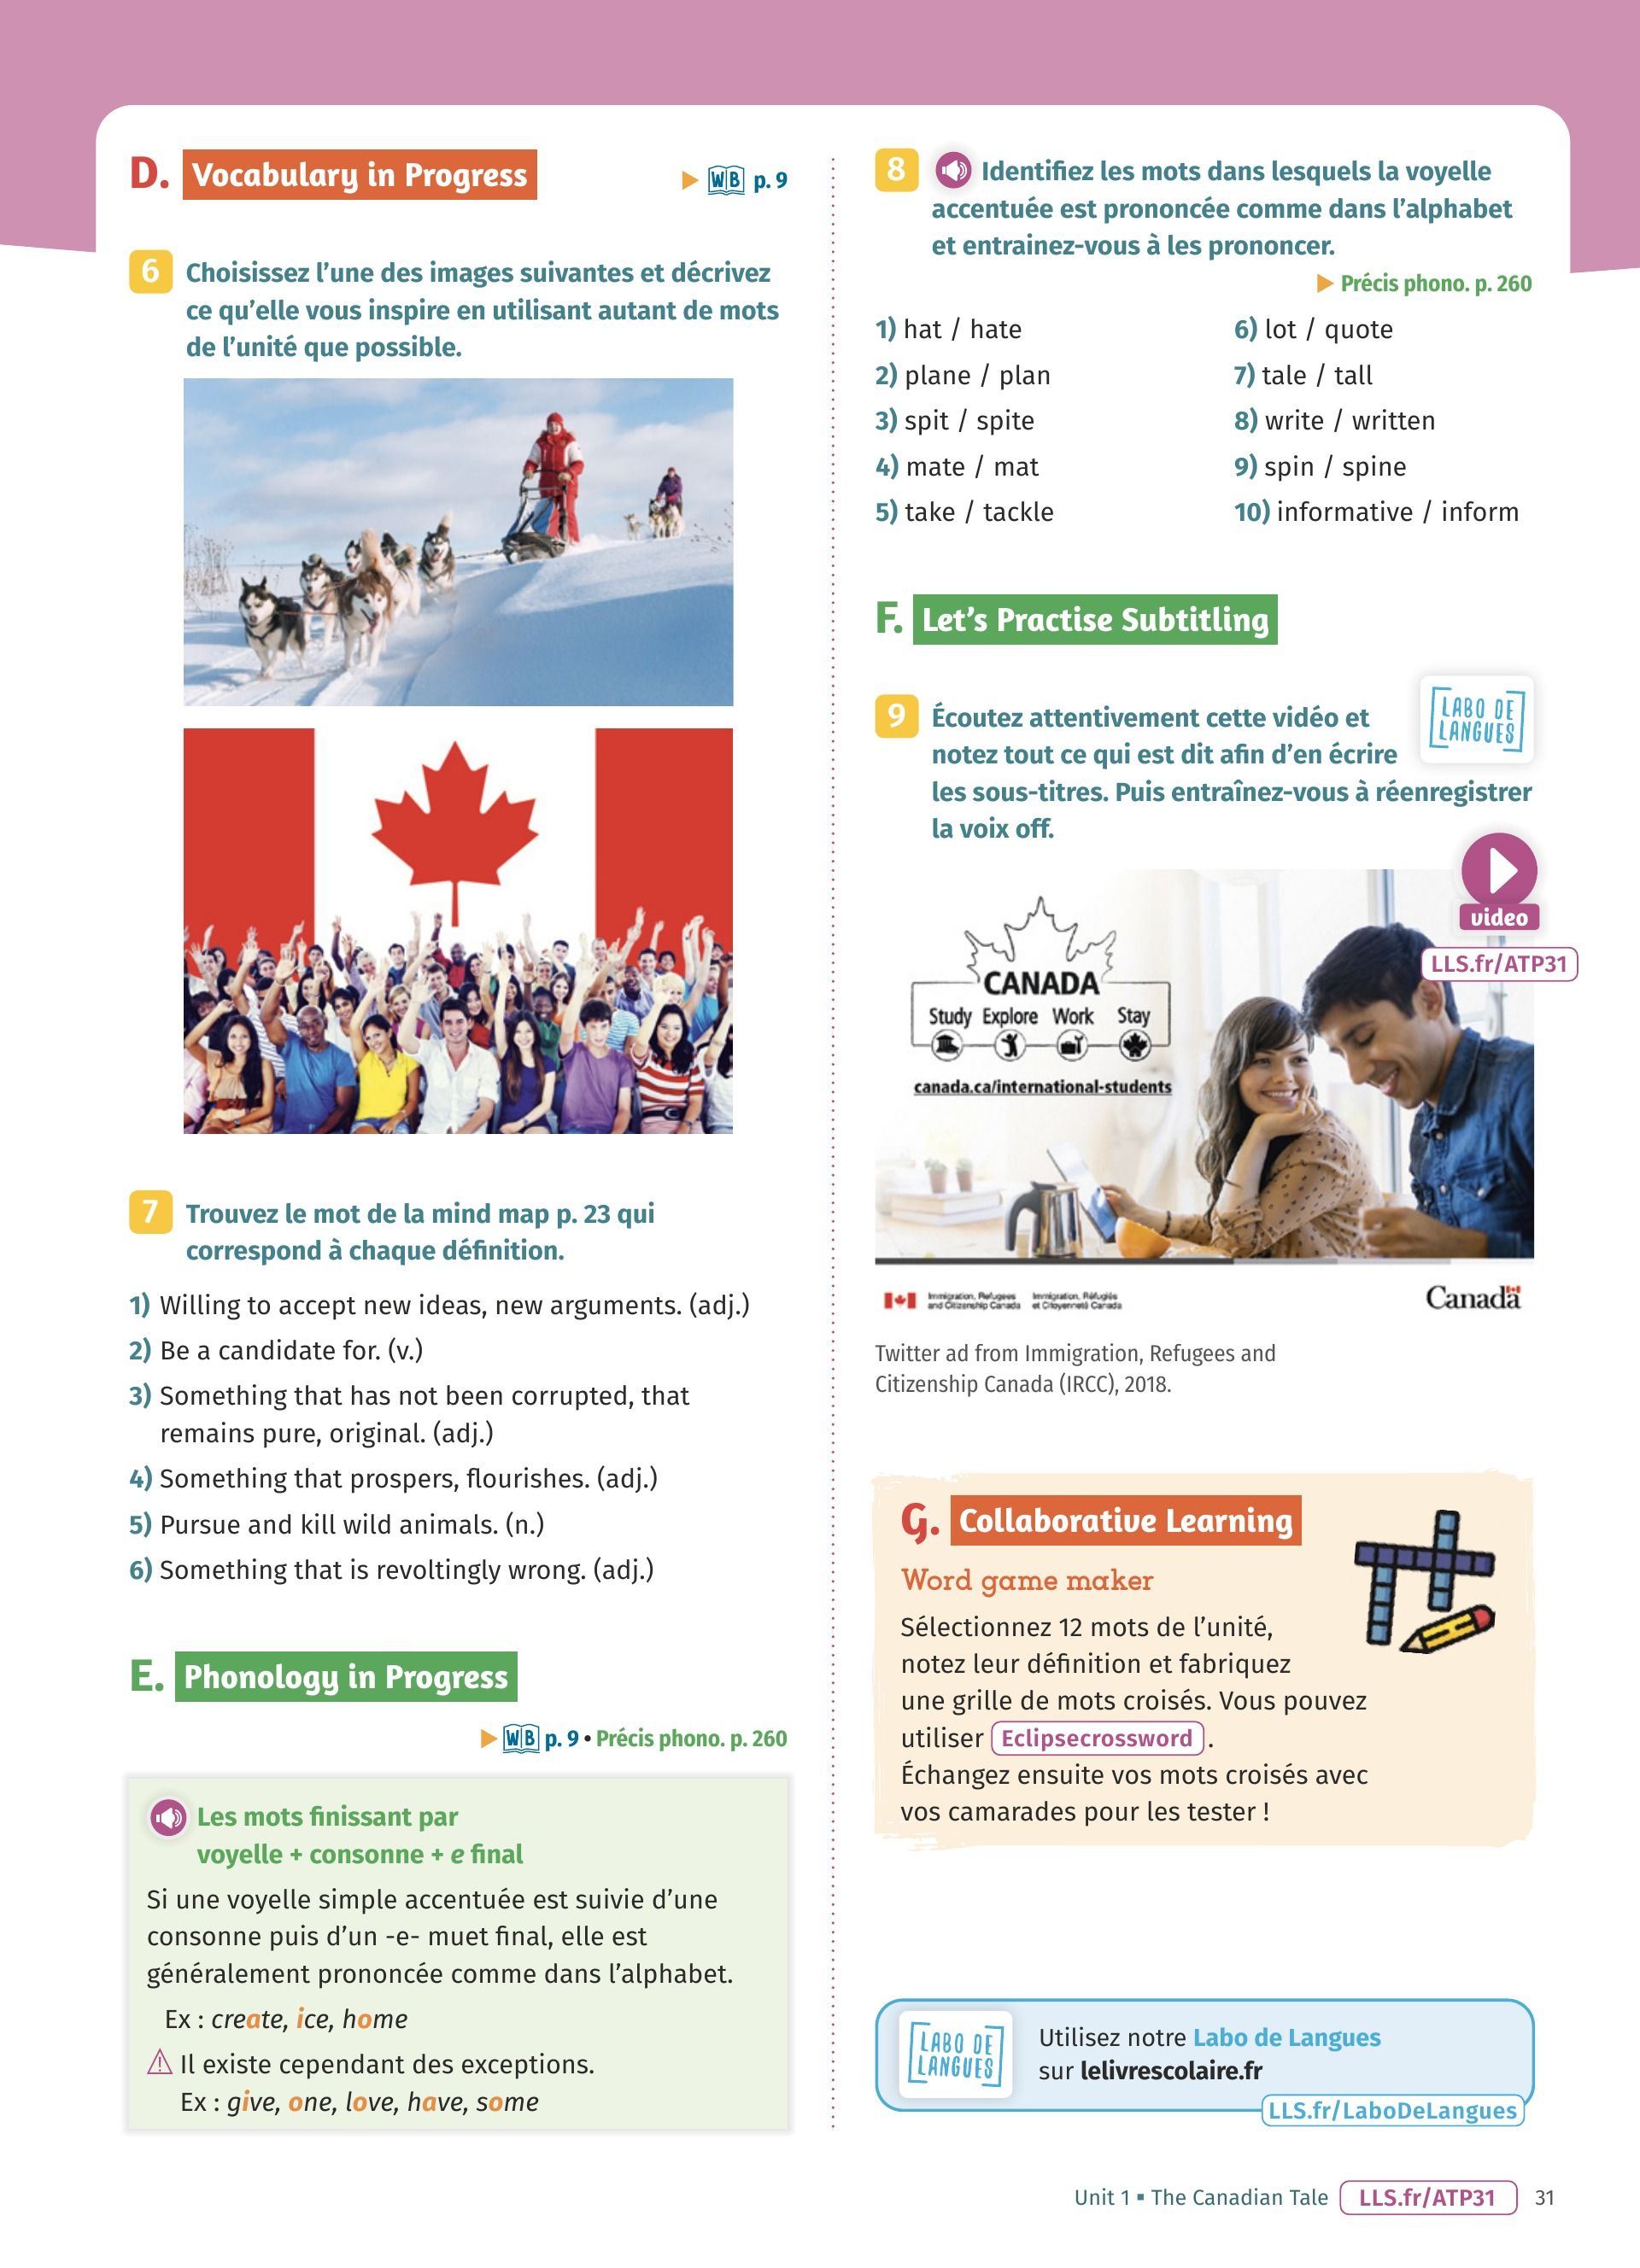 D. Vocabulary in Progress
WB p. 9
6 Choisissez l’une des images suivantes et décrivez
ce qu’elle vous inspire en utilisant autant de mots
de l’unité que possible.
7 Trouvez le mot de la mind map p. 23 qui
correspond à chaque définition.
1) Willing to accept new ideas, new arguments. (adj.)
2) Be a candidate for. (v.)
3) Something that has not been corrupted, that
remains pure, original. (adj.)
4) Something that prospers, flourishes. (adj.)
5) Pursue and kill wild animals. (n.)
6) Something that is revoltingly wrong. (adj.)
E. Phonology in Progress
WB p. 9 • Précis phono. p. 260
Les mots finissant par
voyelle + consonne + e final
Si une voyelle simple accentuée est suivie d’une
consonne puis d’un -e- muet final, elle est
généralement prononcée comme dans l’alphabet.
Ex : create, ice, home
Il existe cependant des exceptions.
Ex : give, one, love, have, some
8 Identifiez les mots dans lesquels la voyelle
accentuée est prononcée comme dans l’alphabet
et entrainez-vous à les prononcer.
Précis phono. p. 260
1) hat / hate
2) plane / plan
3) spit / spite
4) mate / mat
5) take / tackle
6) lot / quote
7) tale / tall
8) write / written
9) spin / spine
10) informative / inform
F. Let’s Practise Subtitling
9 Écoutez attentivement cette vidéo et
notez tout ce qui est dit afin d’en écrire
les sous-titres. Puis entraînez-vous à réenregistrer
la voix off.
LABO DE
LANGUES
video
LLS.fr/ATP31
CANADA
Study Explore Work Stay
canada.ca/international-students
Immigration, Refugees
and Citizenship Canada
Immigration, Réfugiés
et Citoyenneté Canada
Canada
Twitter ad from Immigration, Refugees and
Citizenship Canada (IRCC), 2018.
G. Collaborative Learning
Word game maker
Sélectionnez 12 mots de l’unité,
notez leur définition et fabriquez
une grille de mots croisés. Vous pouvez
utiliser Eclipsecrossword .
Échangez ensuite vos mots croisés avec
vos camarades pour les tester !
LABO DE
LANGUES
Utilisez notre Labo de Langues
sur lelivrescolaire.fr
LLS.fr/LaboDeLangues
Unit 1 ▪ The Canadian Tale LLS.fr/ATP31 31